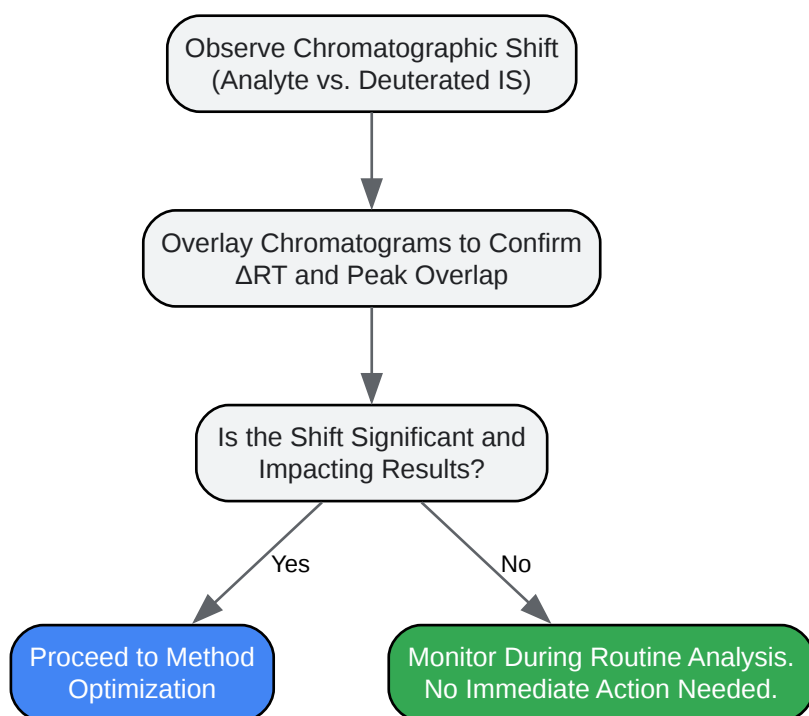 Observe Chromatographic Shift
(Analyte vs. Deuterated IS)
Overlay Chromatograms to Confirm
ΔRT and Peak Overlap
Is the Shift Significant and
Impacting Results?
Yes
No
Proceed to Method
Optimization
Monitor During Routine Analysis.
No Immediate Action Needed.